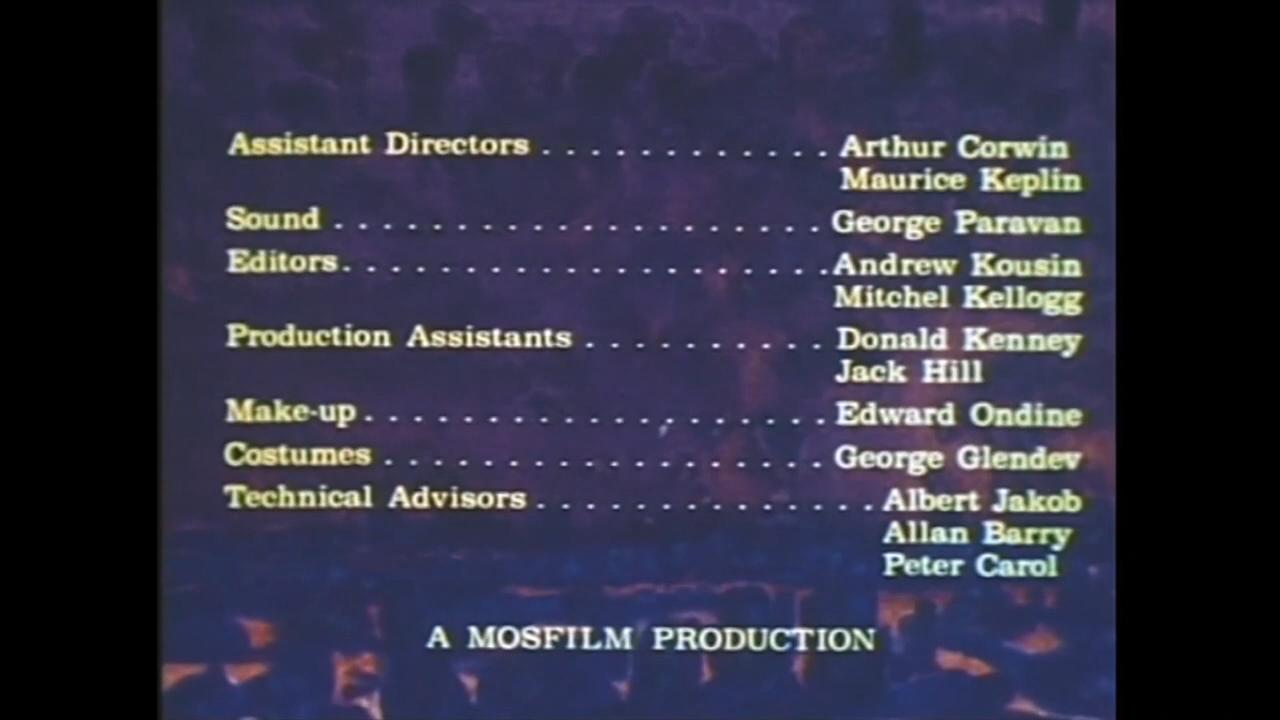 Assistant Directors . . . . . . . . . . . . Arthur Corwin
Maurice Keplin
Sound . . . . . . . . . . . . . . . . . . . . George Paravan
Editors. . . . . . . . . . . . . . . . . . . .Andrew Kousin
Mitchel Kellogg
Production Assistants . . . . . . . . . . Donald Kenney
Jack Hill
Make-up . . . . . . . . . . . . . . . . . . . Edward Ondine
Costumes . . . . . . . . . . . . . . . . . . George Glendev
Technical Advisors . . . . . . . . . . . . . . Albert Jakob
Allan Barry
Peter Carol
A MOSFILM PRODUCTION